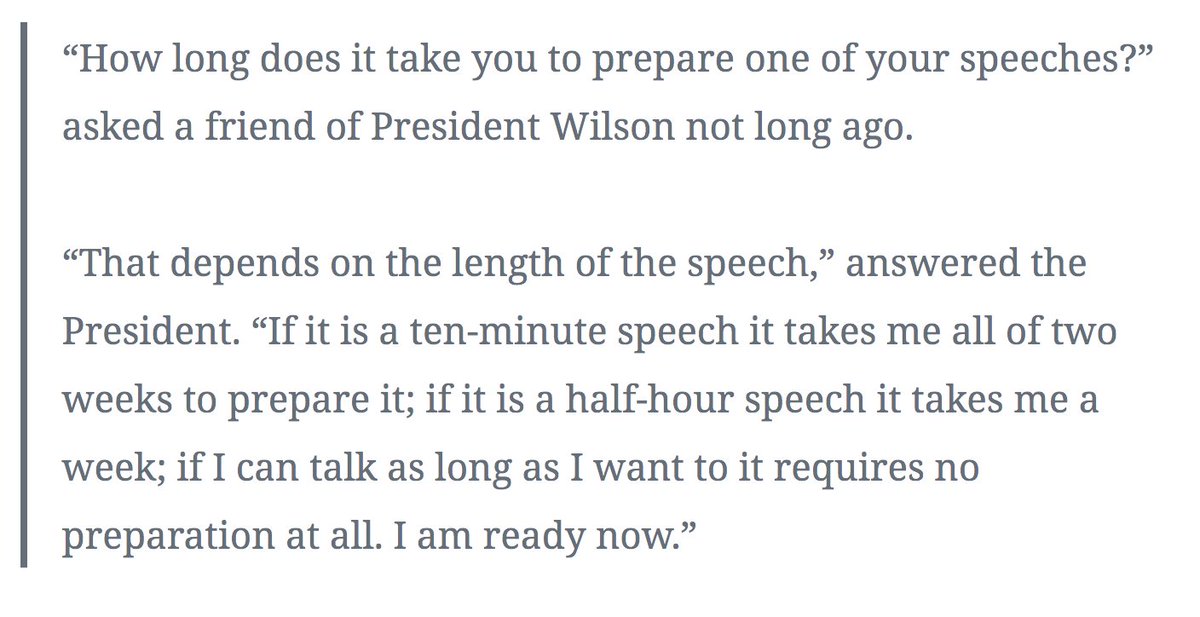 “How long does it take you to prepare one of your speeches?”
asked a friend of President Wilson not long ago.
“That depends on the length of the speech,” answered the
President. “If it is a ten-minute speech it takes me all of two
weeks to prepare it; if it is a half-hour speech it takes me a
week; if I can talk as long as I want to it requires no
preparation at all. I am ready now.”